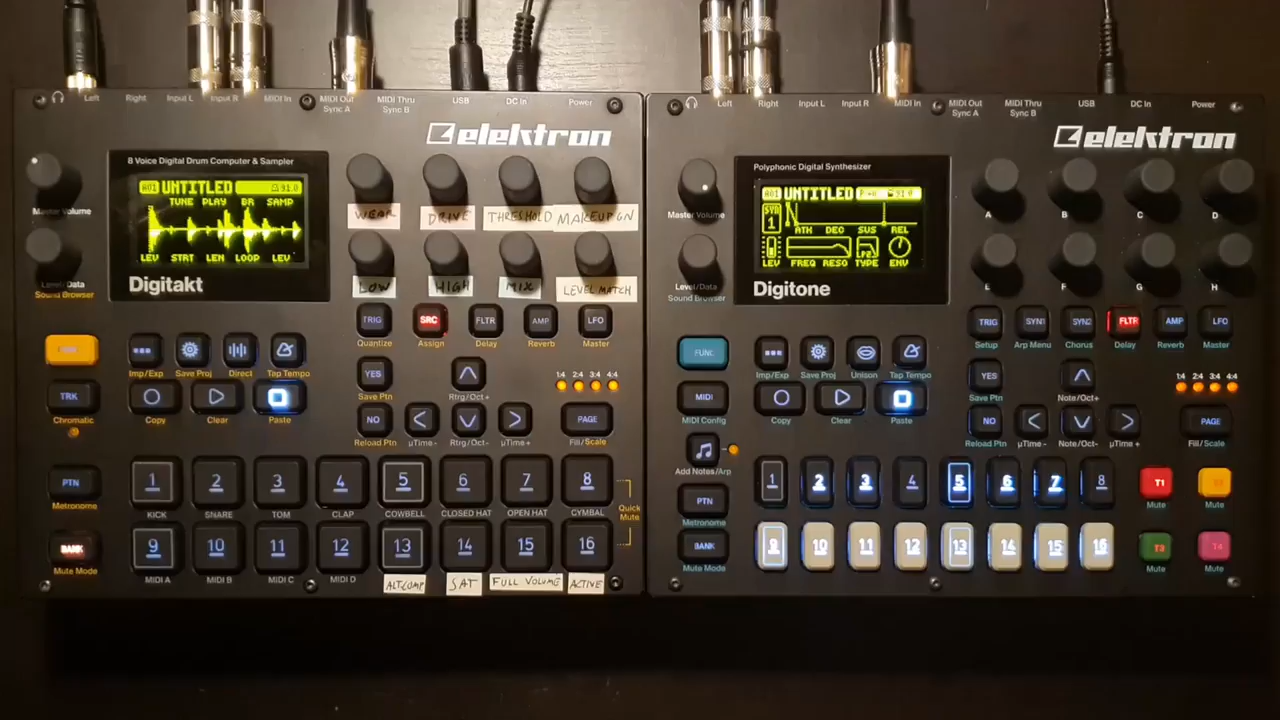 Left Right Input L Input R MIDI In MIDI Out MIDI Thru USB DC In Power
Sync A Sync B
elektron
8 Voice Digital Drum Computer & Sampler
A01 UNTITLED 91.0
TUNE PLAY BR SAMP
LEV STRT LEN LOOP LEV
Digitakt
Master Volume
Level/Data
Sound Browser
WEAR DRIVE THRESHOLD MAKEUP GN
LOW HIGH MIX LEVEL MATCH
TRIG SRC FLTR AMP LFO
Quantize Assign Delay Reverb Master
Imp/Exp Save Proj Direct Tap Tempo
YES
Save Ptn
Rtrg/Oct+
1:4 2:4 3:4 4:4
TRK
Chromatic
Copy Clear Paste
NO PAGE
Reload Ptn µTime- Rtrg/Oct- µTime+ Fill/Scale
PTN
Metronome
1 2 3 4 5 6 7 8
KICK SNARE TOM CLAP COWBELL CLOSED HAT OPEN HAT CYMBAL
Quick
Mute
BANK
Mute Mode
9 10 11 12 13 14 15 16
MIDI A MIDI B MIDI C MIDI D
ALTCOMP SAT FULL VOLUME ACTIVE
Left Right Input L Input R MIDI In MIDI Out MIDI Thru USB DC In Power
Sync A Sync B
elektron
Polyphonic Digital Synthesizer
A01 UNTITLED 91.0
SYN
1
ATK DEC SUS REL
LEV FREQ RESO TYPE ENV
Digitone
Master Volume
Level/Data
Sound Browser
A B C D
E F G H
TRIG SYN1 SYN2 FLTR AMP LFO
Setup Arp Menu Chorus Delay Reverb Master
FUNC
Imp/Exp Save Proj Unison Tap Tempo
YES
Save Ptn
Note/Oct+
1:4 2:4 3:4 4:4
MIDI
MIDI Config
Copy Clear Paste
NO PAGE
Reload Ptn µTime- Note/Oct- µTime+ Fill/Scale
Add Notes/Arp
PTN
Metronome
1 2 3 4 5 6 7 8
T1
Mute Mute
BANK
Mute Mode
9 10 11 12 13 14 15 16
T3 T4
Mute Mute